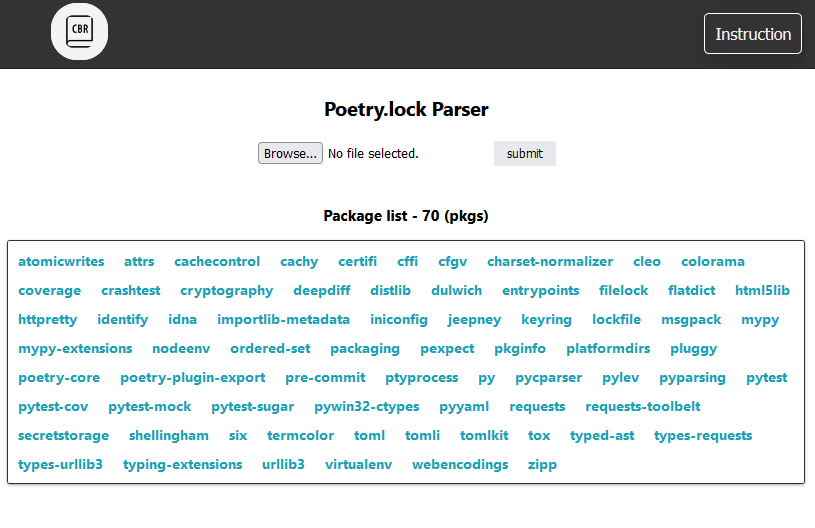 CBR
Instruction
Poetry.lock Parser
Browse... No file selected. submit
Package list - 70 (pkgs)
atomicwrites attrs cachecontrol cachy certifi cffi cfgv charset-normalizer cleo colorama
coverage crashtest cryptography deepdiff distlib dulwich entrypoints filelock flatdict html5lib
httpretty identify idna importlib-metadata iniconfig jeepney keyring lockfile msgpack mypy
mypy-extensions nodeenv ordered-set packaging pexpect pkginfo platformdirs pluggy
poetry-core poetry-plugin-export pre-commit ptyprocess py pycparser pylev pyparsing pytest
pytest-cov pytest-mock pytest-sugar pywin32-ctypes pyyaml requests requests-toolbelt
secretstorage shellingham six termcolor toml tomli tomlkit tox typed-ast types-requests
types-urllib3 typing-extensions urllib3 virtualenv webencodings zipp